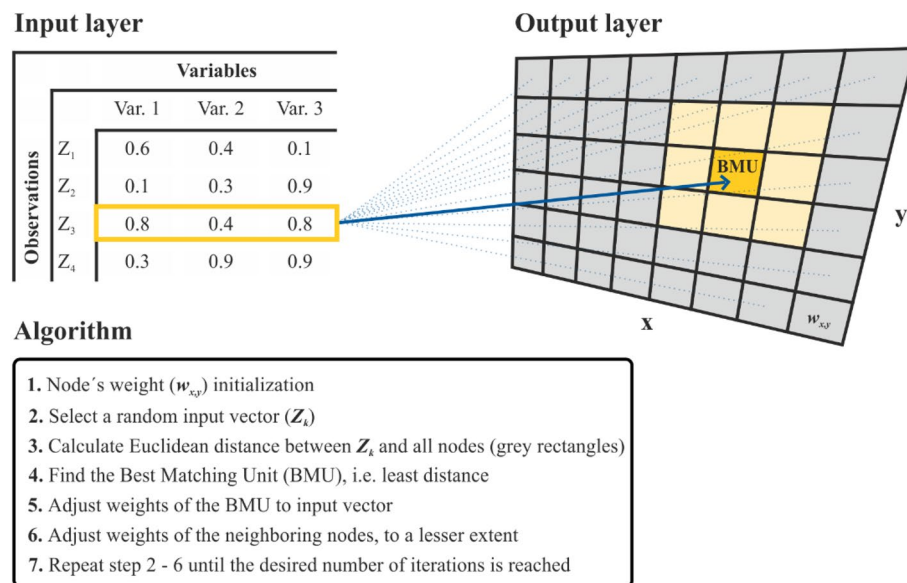 Input layer
Variables
Observations
Var. 1 Var. 2 Var. 3
Z1 0.6 0.4 0.1
Z2 0.1 0.3 0.9
Z3 0.8 0.4 0.8
Z4 0.3 0.9 0.9
Output layer
BMU
y
x
wx,y
Algorithm
1. Node´s weight (wx,y) initialization
2. Select a random input vector (Zk)
3. Calculate Euclidean distance between Zk and all nodes (grey rectangles)
4. Find the Best Matching Unit (BMU), i.e. least distance
5. Adjust weights of the BMU to input vector
6. Adjust weights of the neighboring nodes, to a lesser extent
7. Repeat step 2 - 6 until the desired number of iterations is reached